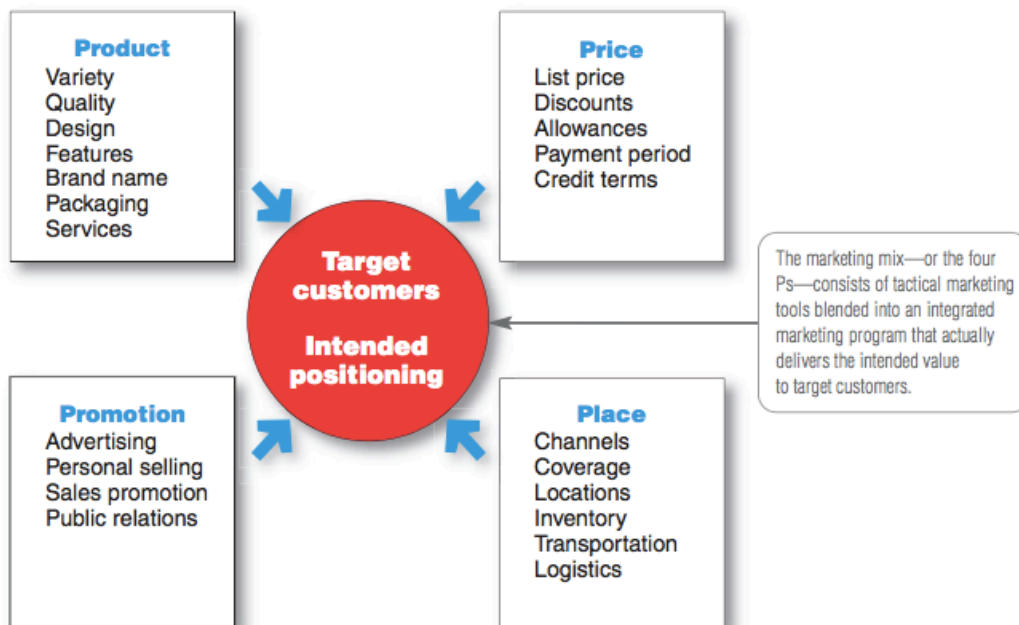 Product
Variety
Quality
Design
Features
Brand name
Packaging
Services
Price
List price
Discounts
Allowances
Payment period
Credit terms
Target
customers
Intended
positioning
The marketing mix—or the four
Ps—consists of tactical marketing
tools blended into an integrated
marketing program that actually
delivers the intended value
to target customers.
Promotion
Advertising
Personal selling
Sales promotion
Public relations
Place
Channels
Coverage
Locations
Inventory
Transportation
Logistics